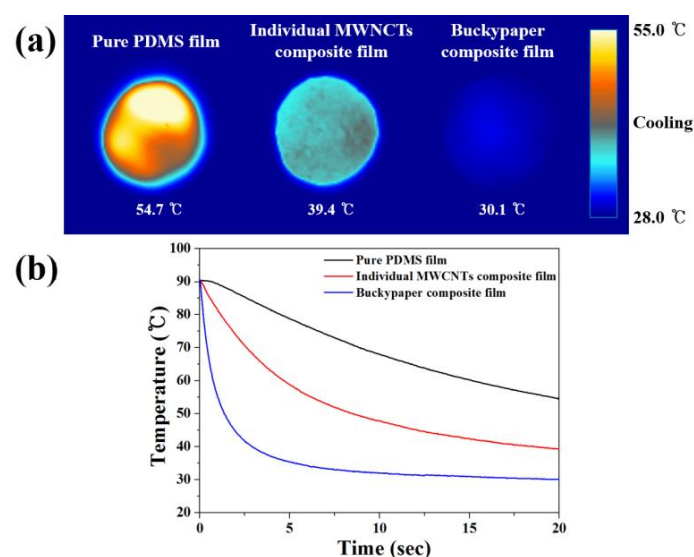 (a)
Pure PDMS film
Individual MWNCTs
composite film
Buckypaper
composite film
54.7 ℃
39.4 ℃
30.1 ℃
55.0 ℃
Cooling
28.0 ℃
(b)
Pure PDMS film
Individual MWCNTs composite film
Buckypaper composite film
Temperature (℃)
100
90
80
70
60
50
40
30
20
0
5
10
15
20
Time (sec)